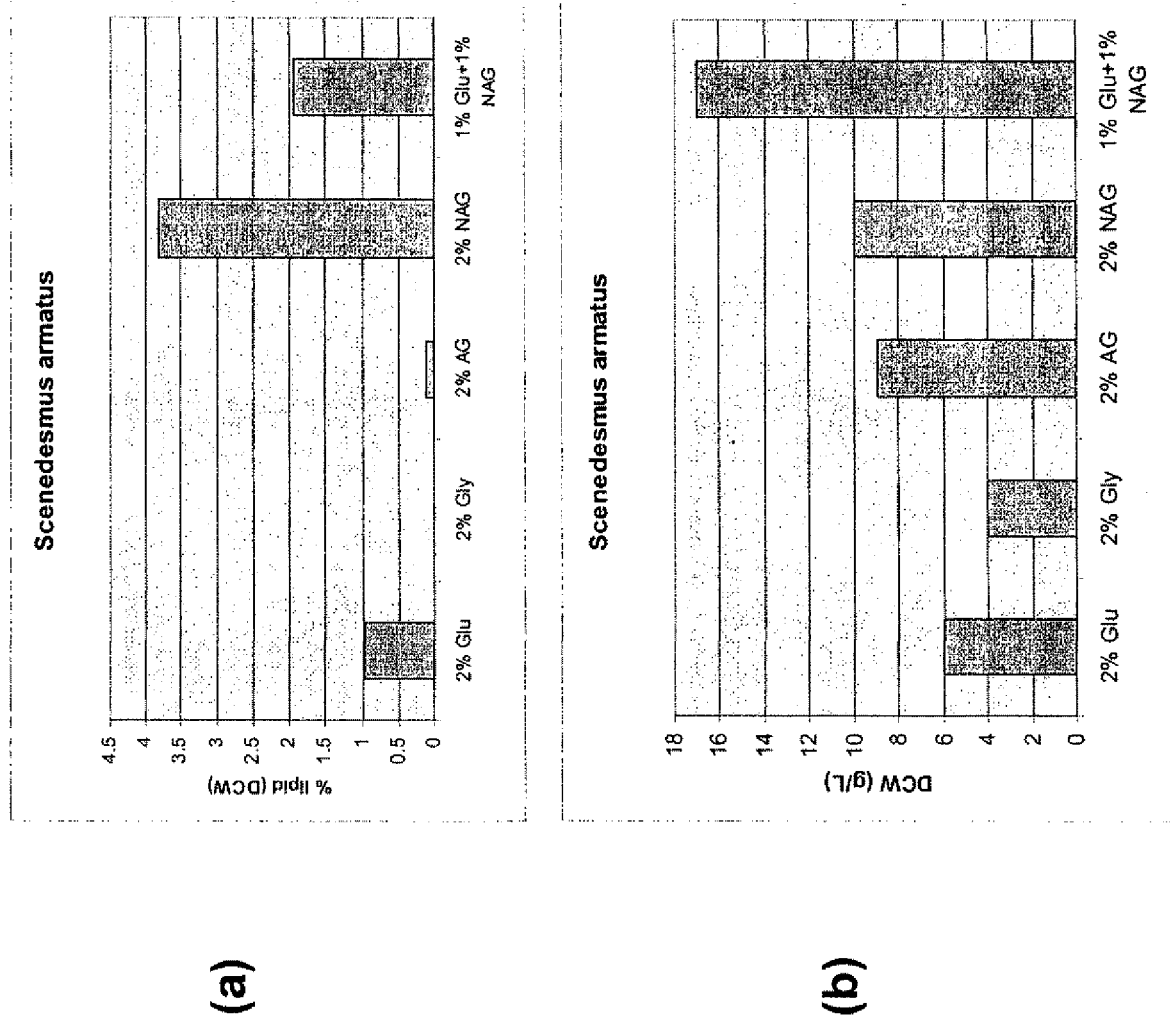 (a)
Scenedesmus armatus
% lipid (DCW)
4.5
4
3.5
3
2.5
2
1.5
1
0.5
0
2% Glu
2% Gly
2% AG
2% NAG
1% Glu+1%
NAG
(b)
Scenedesmus armatus
DCW (g/L)
18
16
14
12
10
8
6
4
2
0
2% Glu
2% Gly
2% AG
2% NAG
1% Glu+1%
NAG